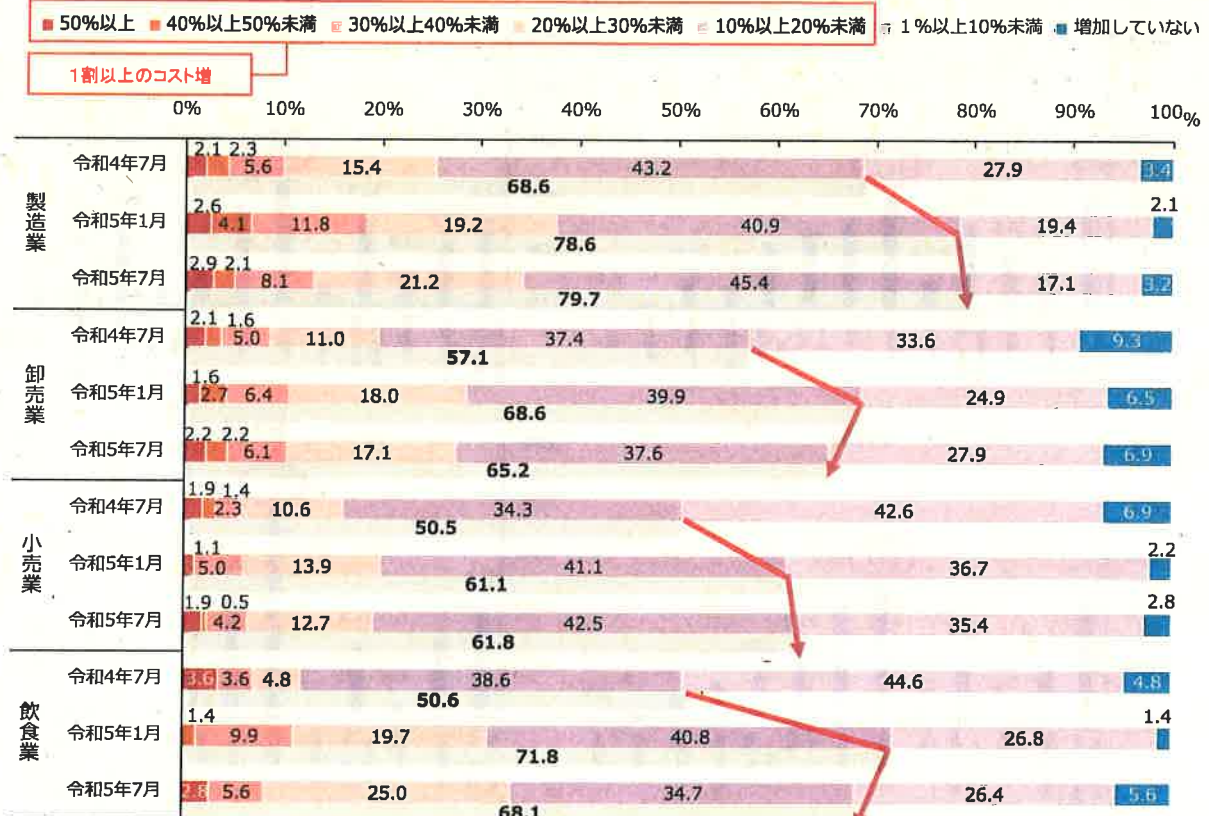 50%以上 40%以上50%未満 30%以上40%未満 20%以上30%未満 10%以上20%未満 1%以上10%未満 増加していない
1割以上のコスト増
0% 10% 20% 30% 40% 50% 60% 70% 80% 90% 100%
製造業
令和4年7月 2.1 2.3 5.6 15.4 43.2 27.9 3.4
68.6
令和5年1月 2.6 4.1 11.8 19.2 40.9 19.4 2.1
78.6
令和5年7月 2.9 2.1 8.1 21.2 45.4 17.1 3.2
79.7
卸売業
令和4年7月 2.1 1.6 5.0 11.0 37.4 33.6 9.3
57.1
令和5年1月 1.6 2.7 6.4 18.0 39.9 24.9 6.5
68.6
令和5年7月 2.2 2.2 6.1 17.1 37.6 27.9 6.9
65.2
小売業
令和4年7月 1.9 1.4 2.3 10.6 34.3 42.6 6.9
50.5
令和5年1月 1.1 5.0 13.9 41.1 36.7 2.2
61.1
令和5年7月 1.9 0.5 4.2 12.7 42.5 35.4 2.8
61.8
飲食業
令和4年7月 3.6 3.6 4.8 38.6 44.6 4.8
50.6
令和5年1月 1.4 9.9 19.7 40.8 26.8 1.4
71.8
令和5年7月 2.8 5.6 25.0 34.7 26.4 5.6
68.1